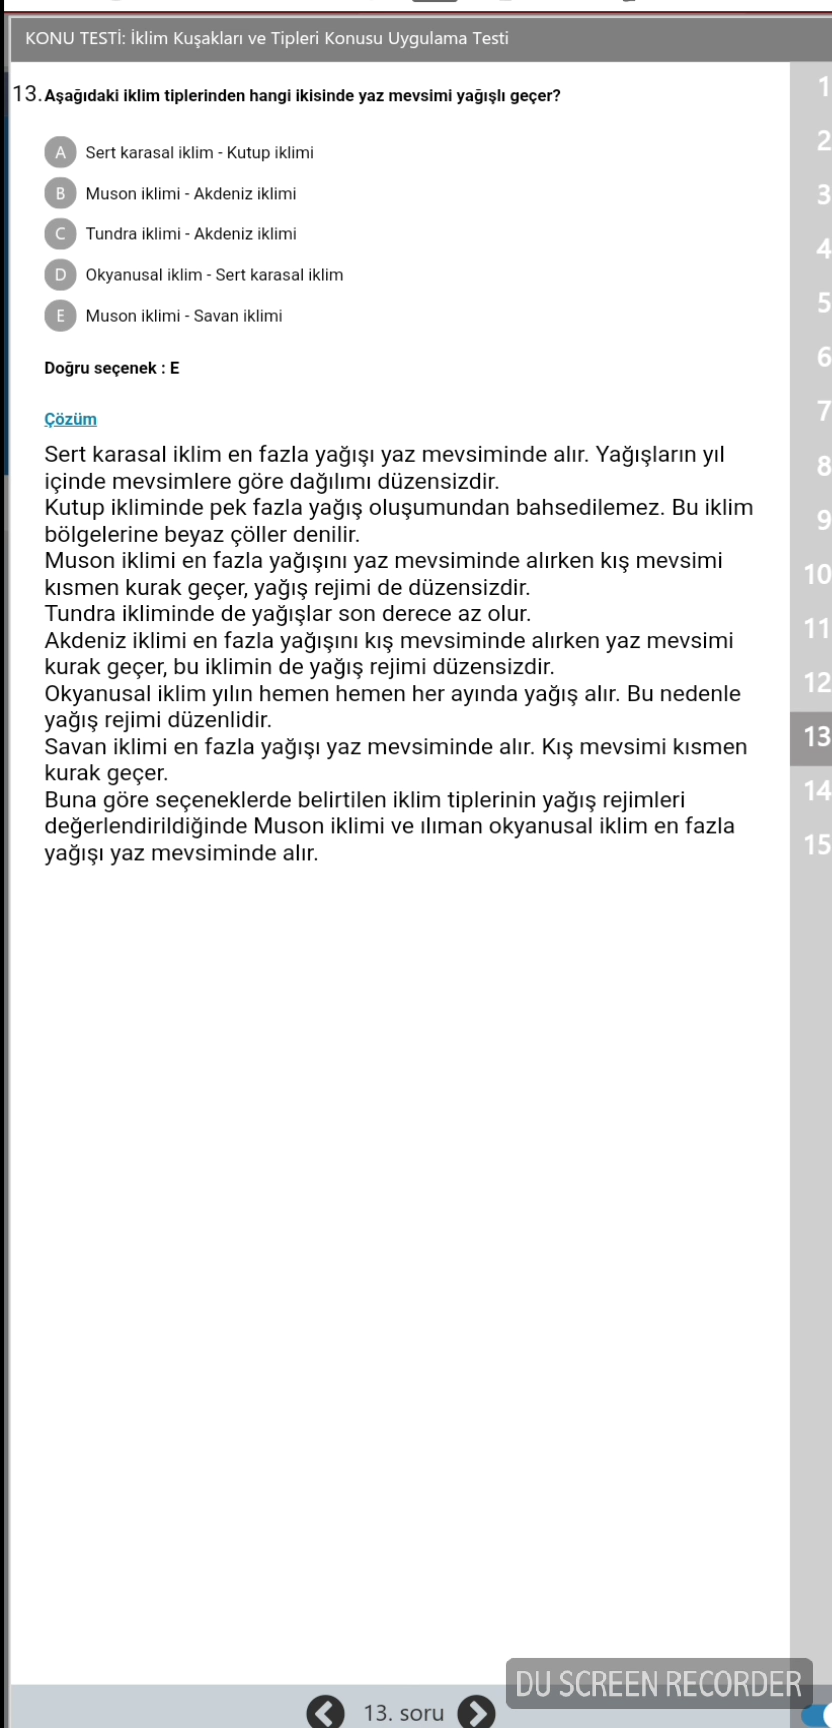 KONU TESTİ: İklim Kuşakları ve Tipleri Konusu Uygulama Testi
13. Aşağıdaki iklim tiplerinden hangi ikisinde yaz mevsimi yağışlı geçer?
A Sert karasal iklim - Kutup iklimi
B Muson iklimi - Akdeniz iklimi
C Tundra iklimi - Akdeniz iklimi
D Okyanusal iklim - Sert karasal iklim
E Muson iklimi - Savan iklimi
Doğru seçenek : E
Çözüm
Sert karasal iklim en fazla yağışı yaz mevsiminde alır. Yağışların yıl
içinde mevsimlere göre dağılımı düzensizdir.
Kutup ikliminde pek fazla yağış oluşumundan bahsedilemez. Bu iklim
bölgelerine beyaz çöller denilir.
Muson iklimi en fazla yağışını yaz mevsiminde alırken kış mevsimi
kısmen kurak geçer, yağış rejimi de düzensizdir.
Tundra ikliminde de yağışlar son derece az olur.
Akdeniz iklimi en fazla yağışını kış mevsiminde alırken yaz mevsimi
kurak geçer, bu iklimin de yağış rejimi düzensizdir.
Okyanusal iklim yılın hemen hemen her ayında yağış alır. Bu nedenle
yağış rejimi düzenlidir.
Savan iklimi en fazla yağışı yaz mevsiminde alır. Kış mevsimi kısmen
kurak geçer.
Buna göre seçeneklerde belirtilen iklim tiplerinin yağış rejimleri
değerlendirildiğinde Muson iklimi ve ılıman okyanusal iklim en fazla
yağışı yaz mevsiminde alır.
1
2
3
4
5
6
7
8
9
10
11
12
13
14
15
DU SCREEN RECORDER
13. soru